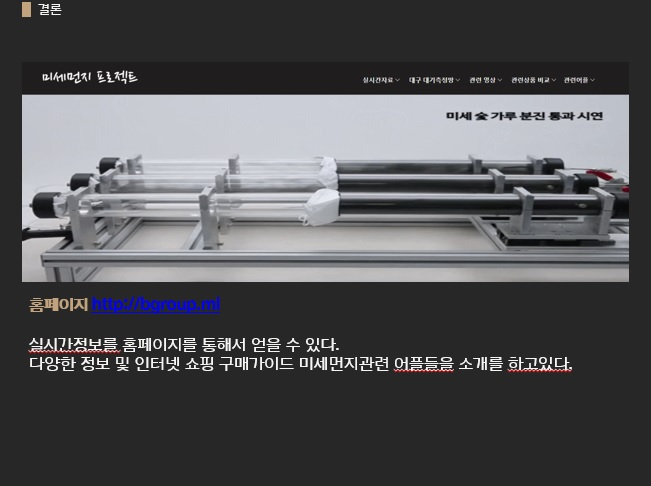 결론
미세먼지 프로젝트
실시간자료 대구 대기측정망 관련 영상 관련상품 비교 관련어플
미세 숯 가루 분진 통과 시연
홈페이지 http://bgroup.ml
실시간정보를 홈페이지를 통해서 얻을 수 있다.
다양한 정보 및 인터넷 쇼핑 구매가이드 미세먼지관련 어플들을 소개를 하고있다.